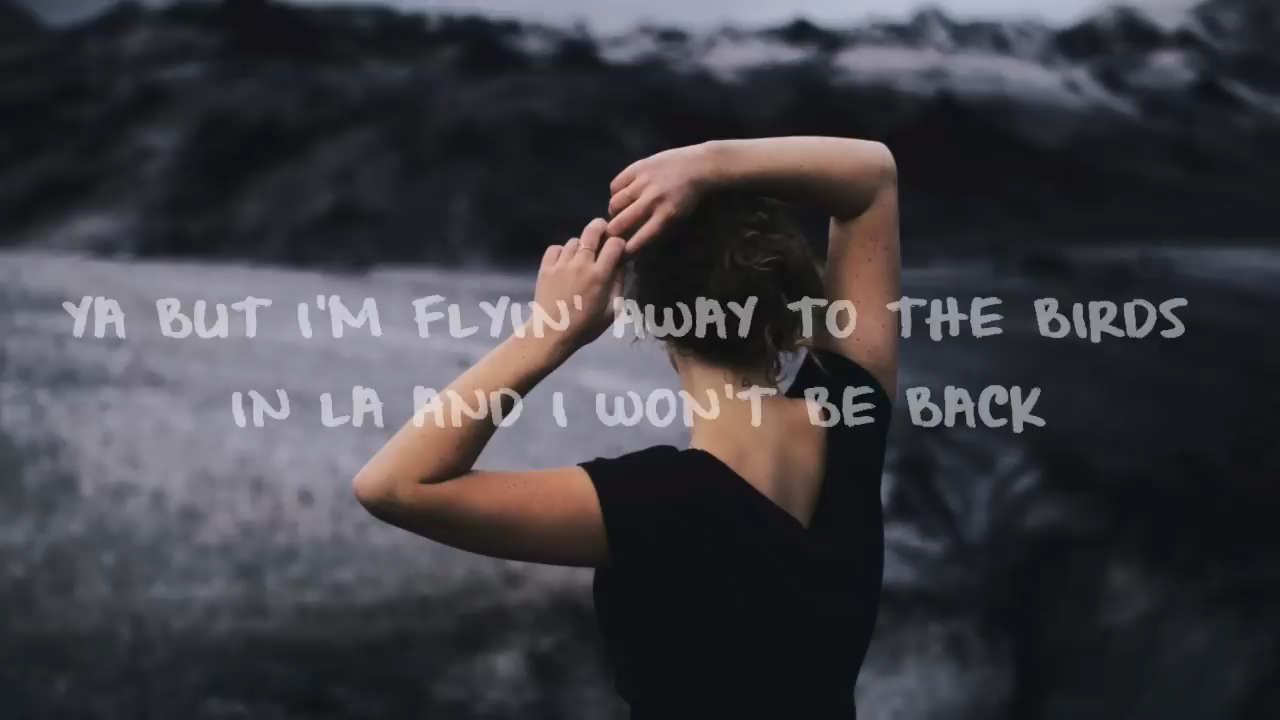 YA BUT I'M FLYIN' AWAY TO THE BIRDS
IN LA AND I WON'T BE BACK